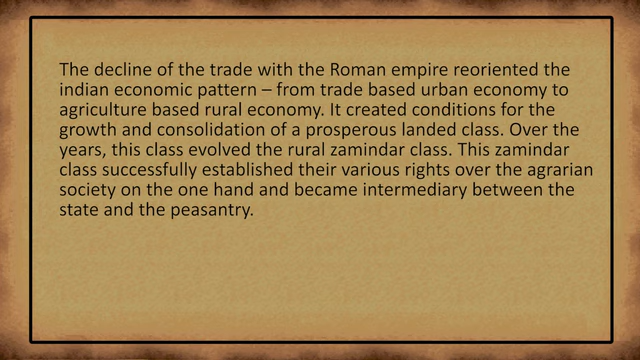 The decline of the trade with the Roman empire reoriented the
indian economic pattern – from trade based urban economy to
agriculture based rural economy. It created conditions for the
growth and consolidation of a prosperous landed class. Over the
years, this class evolved the rural zamindar class. This zamindar
class successfully established their various rights over the agrarian
society on the one hand and became intermediary between the
state and the peasantry.